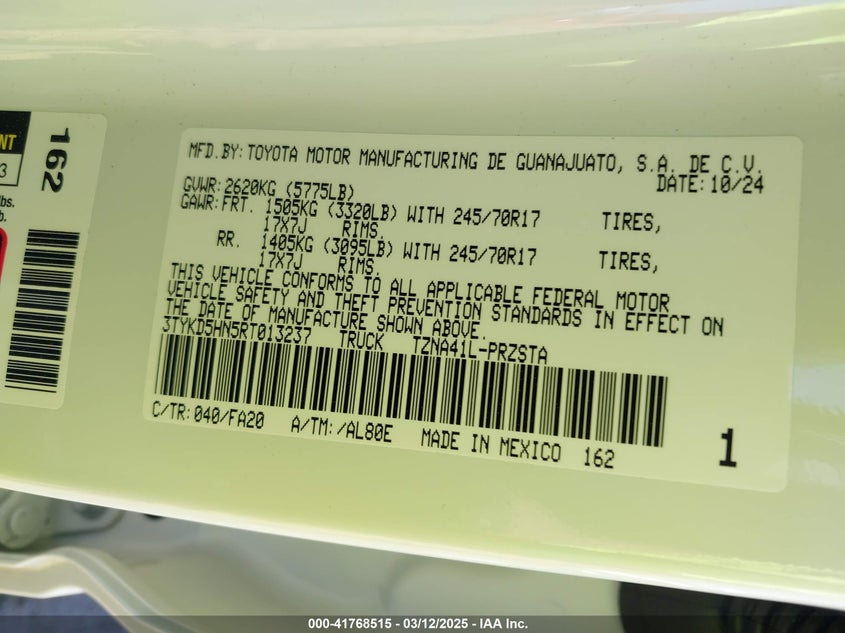 NT
3
lbs.
b.
162
MFD.BY:TOYOTA MOTOR MANUFACTURING DE GUANAJUATO, S.A. DE C.V.
DATE:10/24
GVWR:2620KG (5775LB)
GAWR:FRT. 1505KG (3320LB) WITH 245/70R17 TIRES,
17X7J RIMS.
RR. 1405KG (3095LB) WITH 245/70R17 TIRES,
17X7J RIMS.
THIS VEHICLE CONFORMS TO ALL APPLICABLE FEDERAL MOTOR
VEHICLE SAFETY AND THEFT PREVENTION STANDARDS IN EFFECT ON
THE DATE OF MANUFACTURE SHOWN ABOVE.
3TYKD5HN5RT013237 TRUCK TZNA41L-PRZSTA
C/TR:040/FA20 A/TM:/AL80E MADE IN MEXICO 162
1
000-41768515 - 03/12/2025 - IAA Inc.